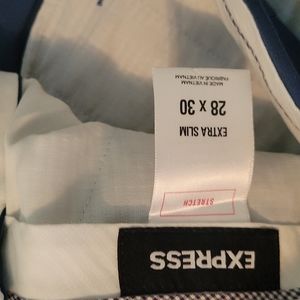 EXPRESS
STRETCH
EXTRA SLIM
28 x 30
MADE IN VIETNAM
FABRIQUÉ AU VIETNAM